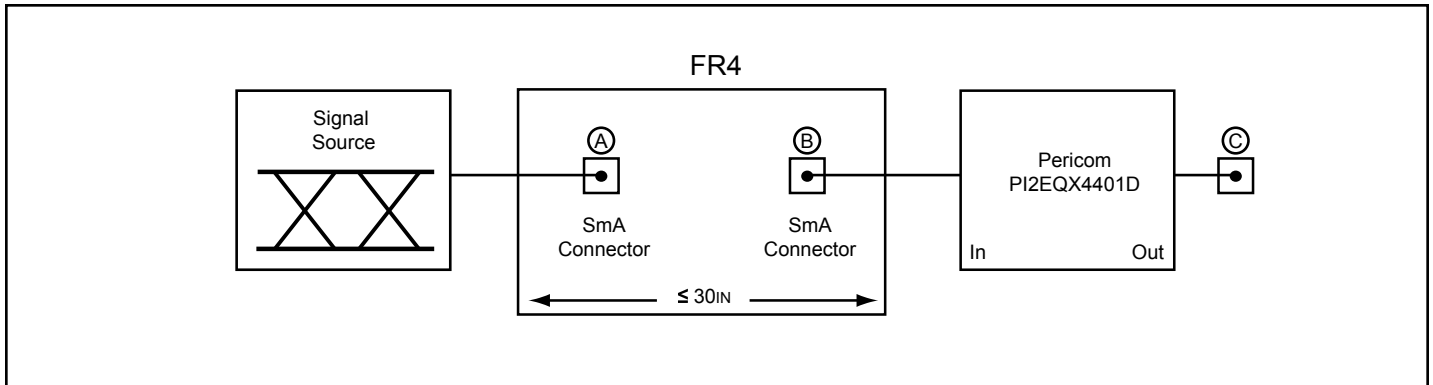 FR4
Signal
Source
A
B
C
SmA
Connector
SmA
Connector
Pericom
PI2EQX4401D
In
Out
≤ 30IN